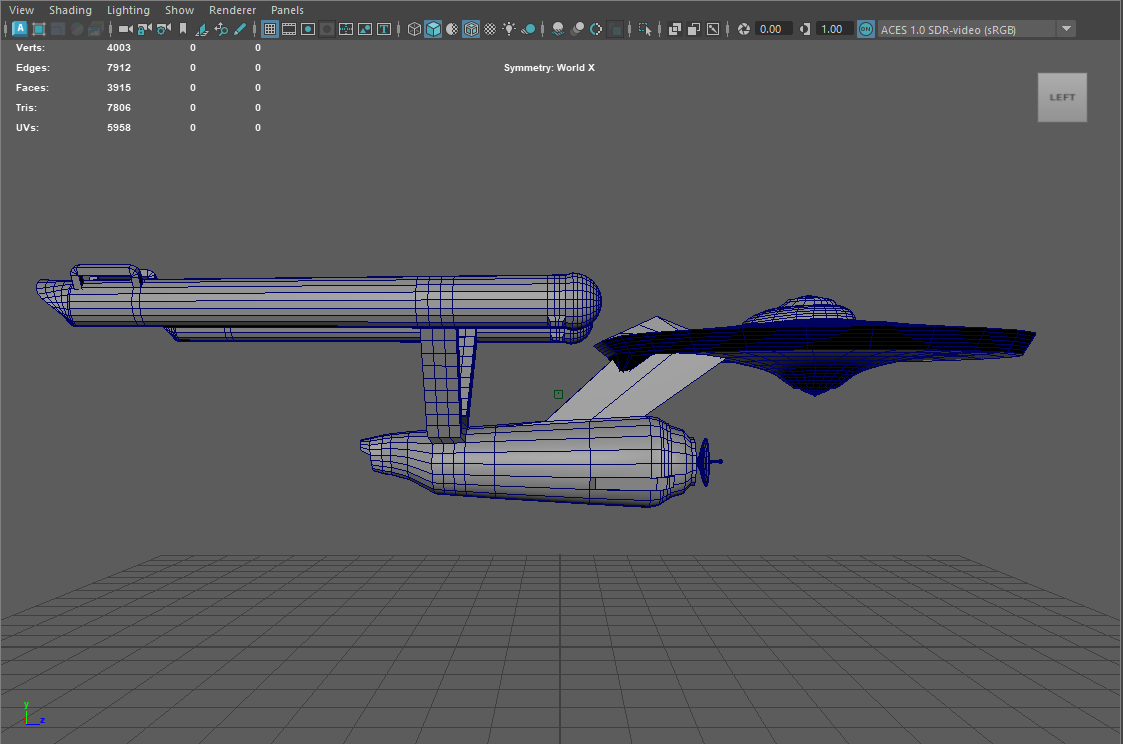 View Shading Lighting Show Renderer Panels
A T 0.00 1.00 ON ACES 1.0 SDR-video (sRGB)
Verts: 4003 0 0
Edges: 7912 0 0
Symmetry: World X
Faces: 3915 0 0
LEFT
Tris: 7806 0 0
UVs: 5958 0 0
y
z